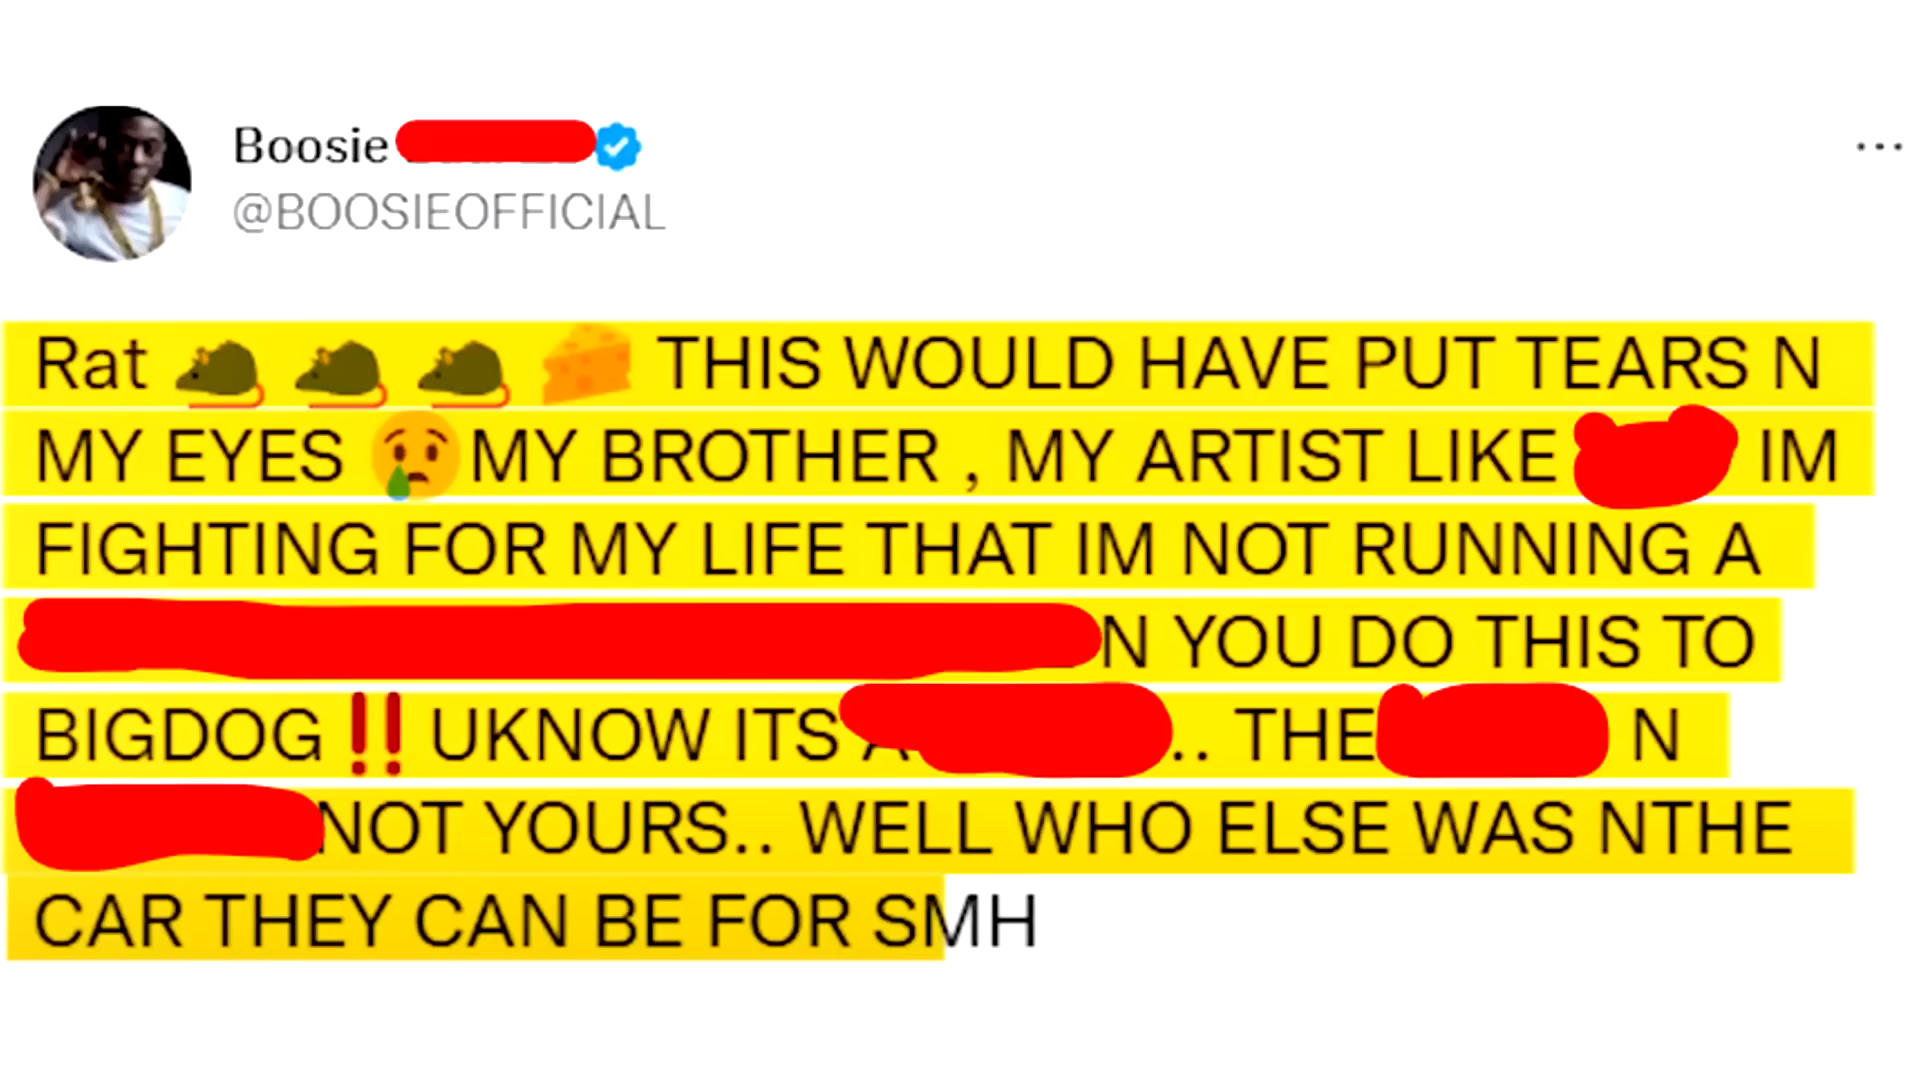 Boosie
@BOOSIEOFFICIAL
Rat 🐀 🐀 🐀 🧀 THIS WOULD HAVE PUT TEARS N
MY EYES 😢 MY BROTHER , MY ARTIST LIKE IM
FIGHTING FOR MY LIFE THAT IM NOT RUNNING A
N YOU DO THIS TO
BIGDOG‼️ UKNOW ITS .. THE N
NOT YOURS.. WELL WHO ELSE WAS NTHE
CAR THEY CAN BE FOR SMH